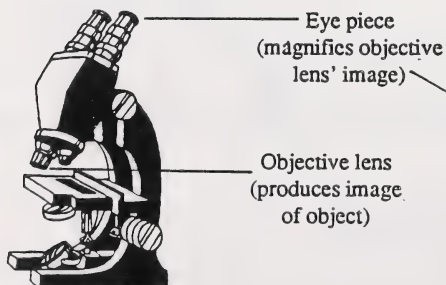 Eye piece
(magnifies objective
lens' image)
Objective lens
(produces image
of object)